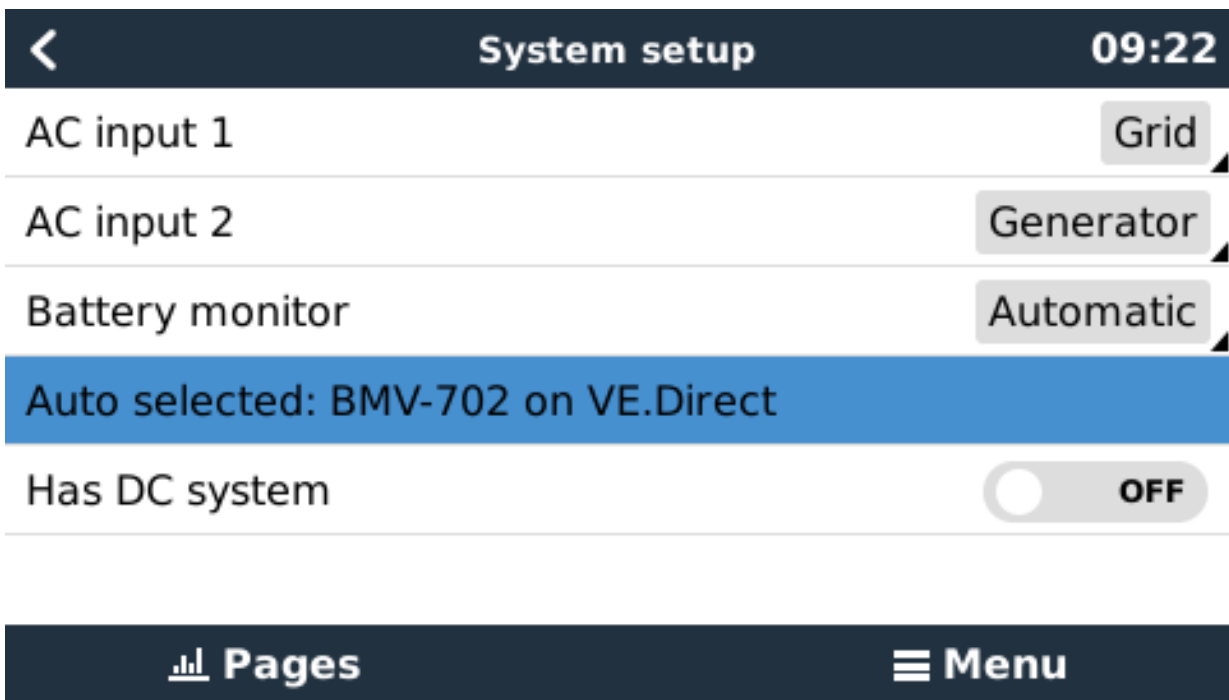 System setup 09:22
AC input 1 Grid
AC input 2 Generator
Battery monitor Automatic
Auto selected: BMV-702 on VE.Direct
Has DC system OFF
Pages Menu